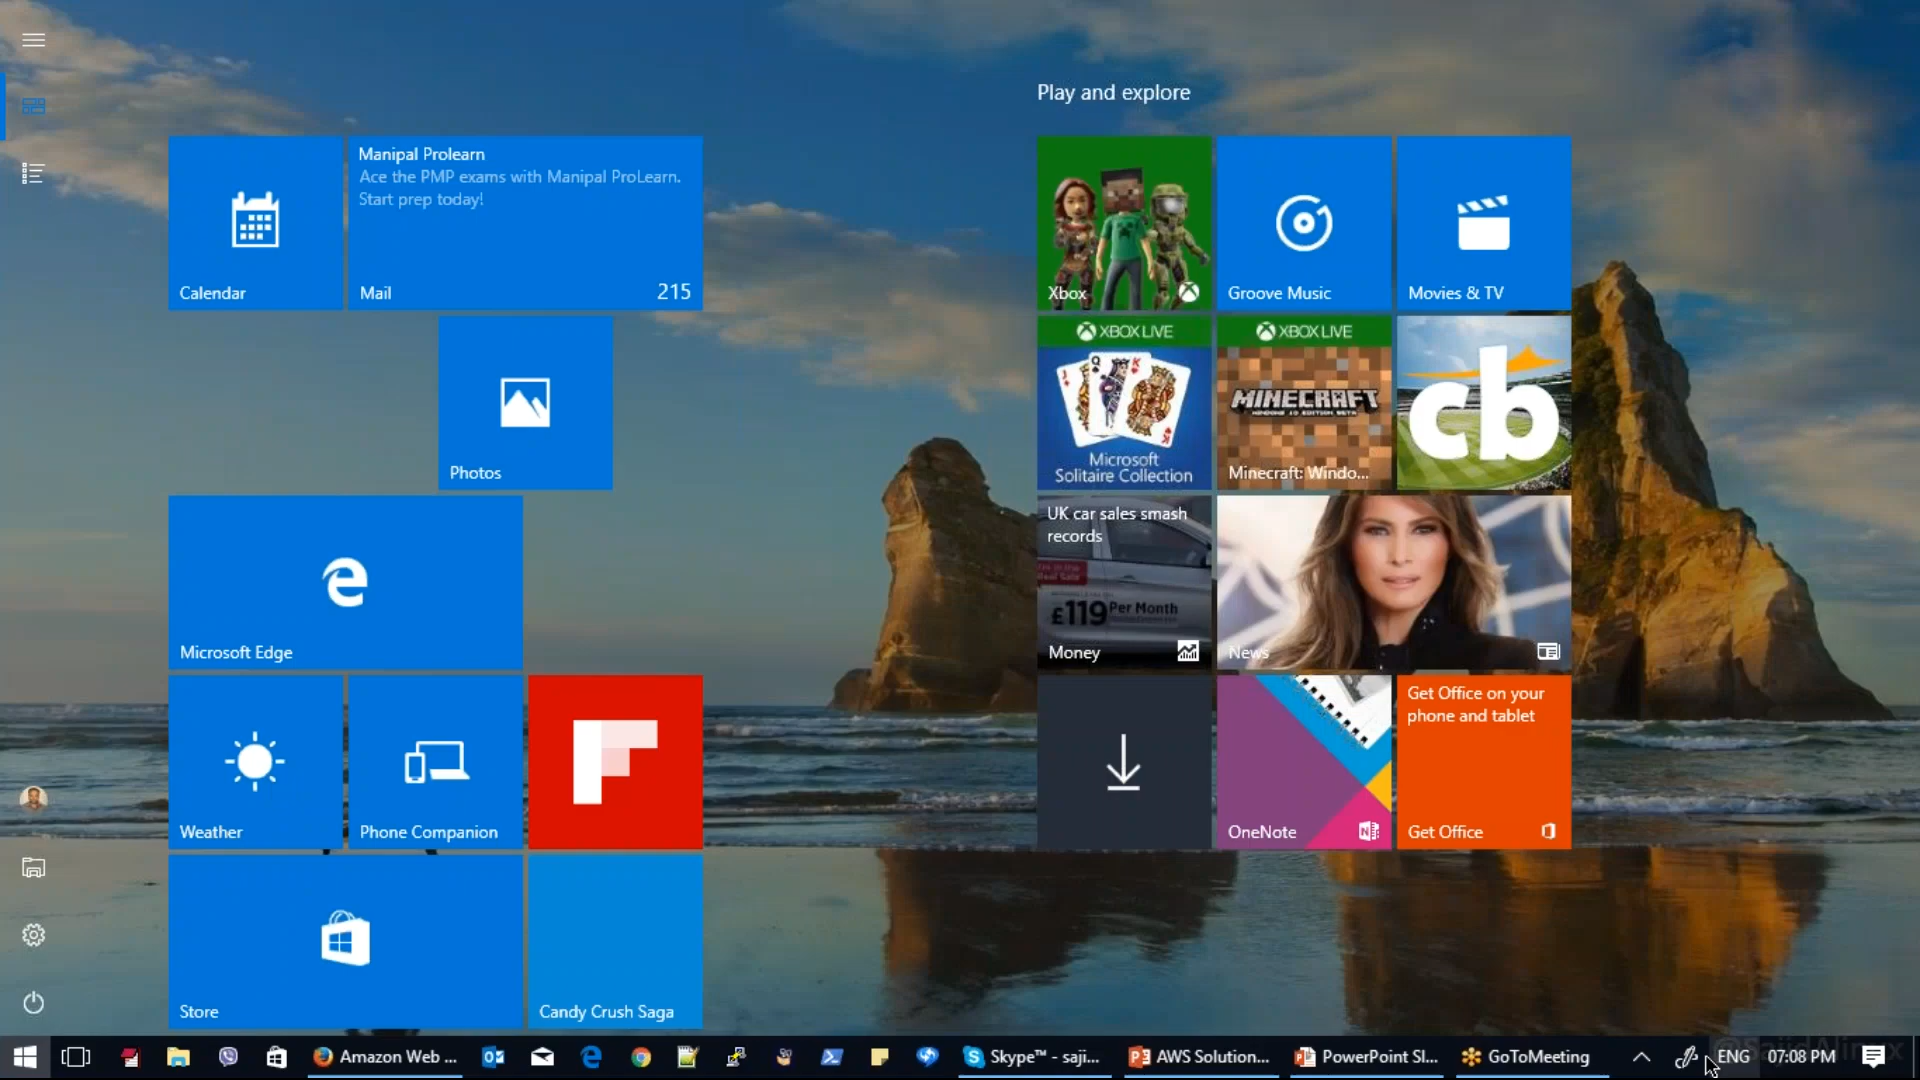 Play and explore
Manipal Prolearn
Ace the PMP exams with Manipal ProLearn.
Start prep today!
Calendar
Mail
215
Xbox
Groove Music
Movies & TV
Photos
XBOX LIVE
Microsoft
Solitaire Collection
XBOX LIVE
MINECRAFT
WINDOWS 10 EDITION BETA
Minecraft: Windo...
cb
Microsoft Edge
UK car sales smash
records
£119 Per Month
Money
News
Weather
Phone Companion
OneNote
Get Office on your
phone and tablet
Get Office
Store
Candy Crush Saga
Amazon Web ...
Skype™ - saji...
AWS Solution...
PowerPoint Sl...
GoToMeeting
ENG
07:08 PM